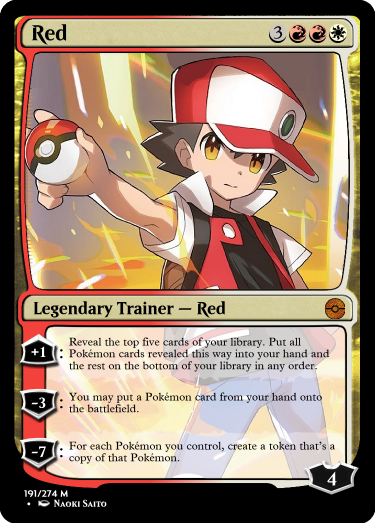 Red 3
Legendary Trainer — Red
+1: Reveal the top five cards of your library. Put all
Pokémon cards revealed this way into your hand and
the rest on the bottom of your library in any order.
-3: You may put a Pokémon card from your hand onto
the battlefield.
-7: For each Pokémon you control, create a token that's a
copy of that Pokémon.
4
191/274 M
• Naoki Saito